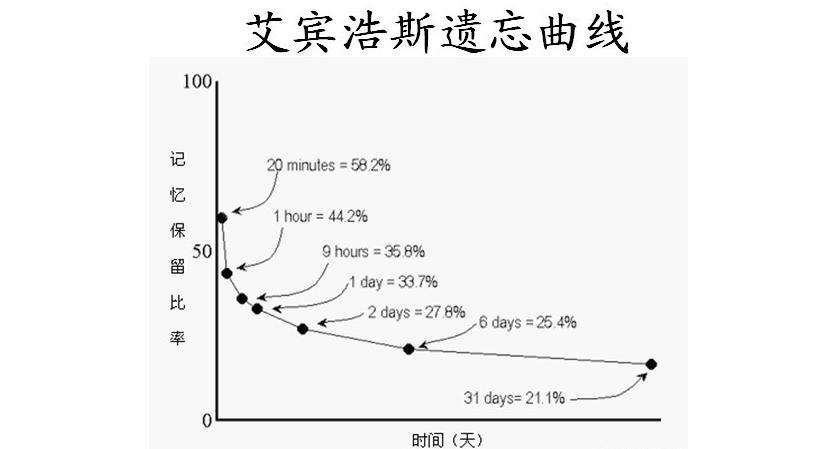 艾宾浩斯遗忘曲线
100
记忆保留比率
20 minutes = 58.2%
1 hour = 44.2%
50
9 hours = 35.8%
1 day = 33.7%
2 days = 27.8%
6 days = 25.4%
31 days= 21.1%
0
时间（天）